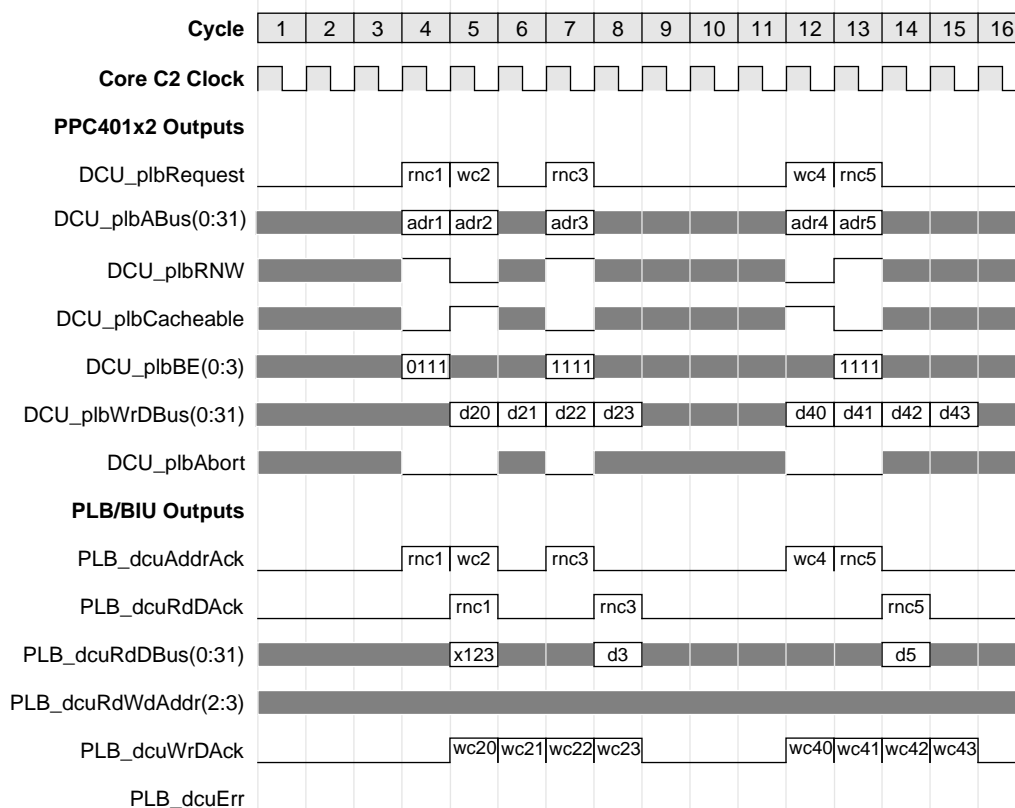 Cycle 1 2 3 4 5 6 7 8 9 10 11 12 13 14 15 16
Core C2 Clock
PPC401x2 Outputs
DCU_plbRequest rnc1 wc2 rnc3 wc4 rnc5
DCU_plbABus(0:31) adr1 adr2 adr3 adr4 adr5
DCU_plbRNW
DCU_plbCacheable
DCU_plbBE(0:3) 0111 1111 1111
DCU_plbWrDBus(0:31) d20 d21 d22 d23 d40 d41 d42 d43
DCU_plbAbort
PLB/BIU Outputs
PLB_dcuAddrAck rnc1 wc2 rnc3 wc4 rnc5
PLB_dcuRdDAck rnc1 rnc3 rnc5
PLB_dcuRdDBus(0:31) x123 d3 d5
PLB_dcuRdWdAddr(2:3)
PLB_dcuWrDAck wc20 wc21 wc22 wc23 wc40 wc41 wc42 wc43
PLB_dcuErr